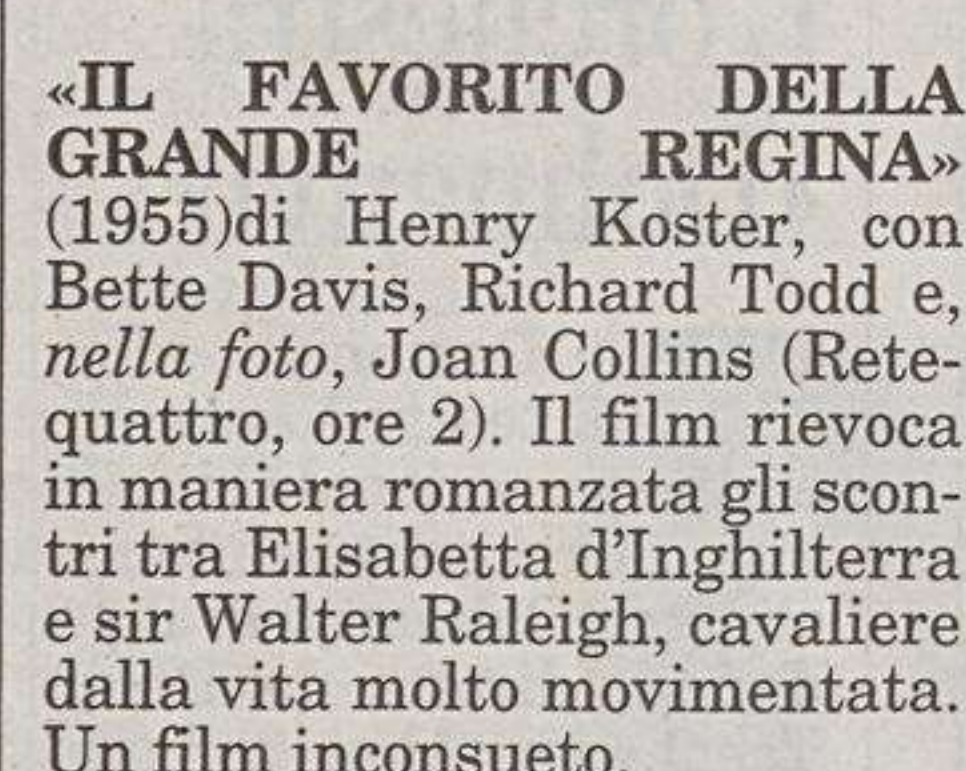 «IL FAVORITO DELLA
GRANDE REGINA»
(1955)di Henry Koster, con
Bette Davis, Richard Todd e,
nella foto, Joan Collins (Rete-
quattro, ore 2). Il film rievoca
in maniera romanzata gli scon-
tri tra Elisabetta d’Inghilterra
e sir Walter Raleigh, cavaliere
dalla vita molto movimentata.
Un film inconsueto.